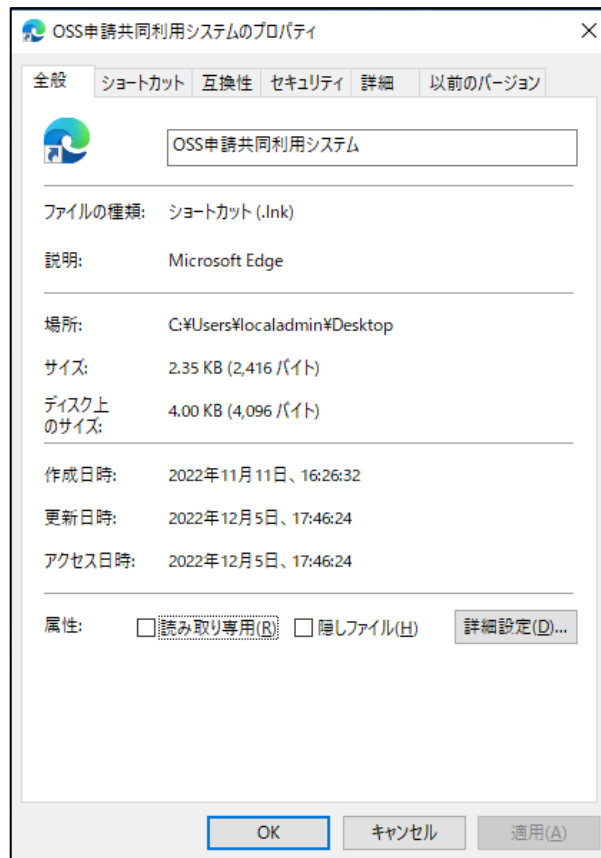 OSS申請共同利用システムのプロパティ
全般 ショートカット 互換性 セキュリティ 詳細 以前のバージョン
OSS申請共同利用システム
ファイルの種類: ショートカット (.lnk)
説明: Microsoft Edge
場所: C:¥Users¥localadmin¥Desktop
サイズ: 2.35 KB (2,416 バイト)
ディスク上
のサイズ: 4.00 KB (4,096 バイト)
作成日時: 2022年11月11日、16:26:32
更新日時: 2022年12月5日、17:46:24
アクセス日時: 2022年12月5日、17:46:24
属性: 読み取り専用(R) 隠しファイル(H) 詳細設定(D)...
OK キャンセル 適用(A)